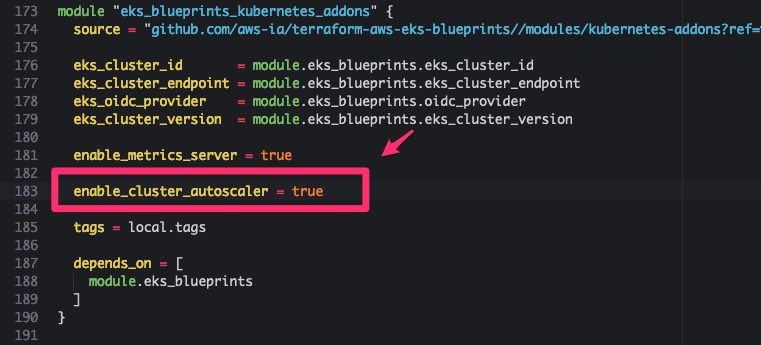 173 module "eks_blueprints_kubernetes_addons" {
174   source = "github.com/aws-ia/terraform-aws-eks-blueprints//modules/kubernetes-addons?ref=
175
176   eks_cluster_id       = module.eks_blueprints.eks_cluster_id
177   eks_cluster_endpoint = module.eks_blueprints.eks_cluster_endpoint
178   eks_oidc_provider    = module.eks_blueprints.oidc_provider
179   eks_cluster_version  = module.eks_blueprints.eks_cluster_version
180
181   enable_metrics_server = true
182
183   enable_cluster_autoscaler = true
184
185   tags = local.tags
186
187   depends_on = [
188     module.eks_blueprints
189   ]
190 }
191